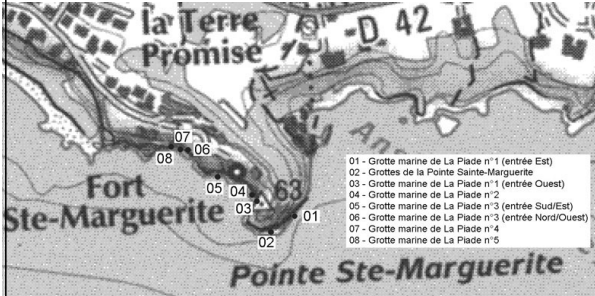 la Terre
Promise
D 42
An
07
08
06
05
04
03
63
01
02
Fort
Ste-Marguerite
Pointe Ste-Marguerite
01 - Grotte marine de La Piade n°1 (entrée Est)
02 - Grottes de la Pointe Sainte-Marguerite
03 - Grotte marine de La Piade n°1 (entrée Ouest)
04 - Grotte marine de La Piade n°2
05 - Grotte marine de La Piade n°3 (entrée Sud/Est)
06 - Grotte marine de La Piade n°3 (entrée Nord/Ouest)
07 - Grotte marine de La Piade n°4
08 - Grotte marine de La Piade n°5